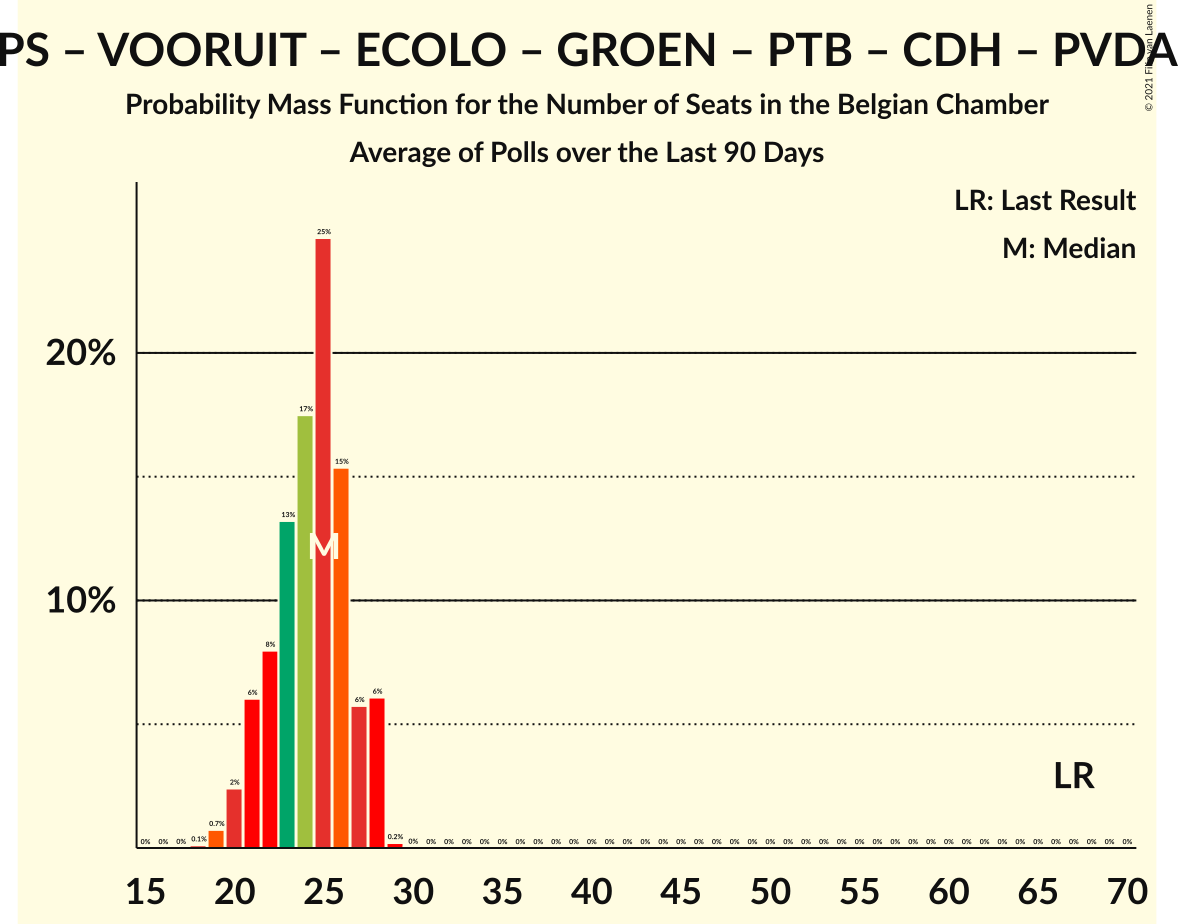 PS – VOORUIT – ECOLO – GROEN – PTB – CDH – PVDA
© 2021 Filip van Laenen
Probability Mass Function for the Number of Seats in the Belgian Chamber
Average of Polls over the Last 90 Days
LR: Last Result
M: Median
25%
20%
17%
15%
13%
M
10%
8%
6% 6% 6%
LR
2%
0% 0% 0% 0.1% 0.7% 0.2% 0% 0% 0% 0% 0% 0% 0% 0% 0% 0% 0% 0% 0% 0% 0% 0% 0% 0% 0% 0% 0% 0% 0% 0% 0% 0% 0% 0% 0% 0% 0% 0% 0% 0% 0% 0% 0% 0% 0% 0% 0%
15 20 25 30 35 40 45 50 55 60 65 70